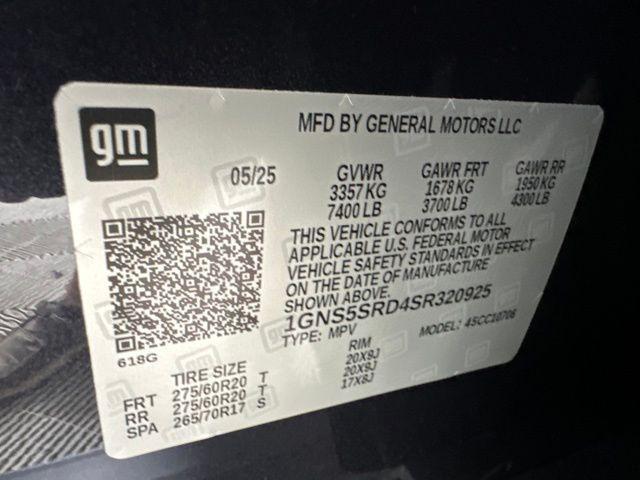 gm
MFD BY GENERAL MOTORS LLC
05/25 GVWR GAWR FRT GAWR RR
3357 KG 1678 KG 1950 KG
7400 LB 3700 LB 4300 LB
THIS VEHICLE CONFORMS TO ALL
APPLICABLE U.S. FEDERAL MOTOR
VEHICLE SAFETY STANDARDS IN EFFECT
ON THE DATE OF MANUFACTURE
SHOWN ABOVE.
1GNS5SRD4SR320925
TYPE: MPV MODEL: 4SCC10706
618G
TIRE SIZE RIM
FRT 275/60R20 T 20X9J
RR 275/60R20 T 20X9J
SPA 265/70R17 S 17X8J